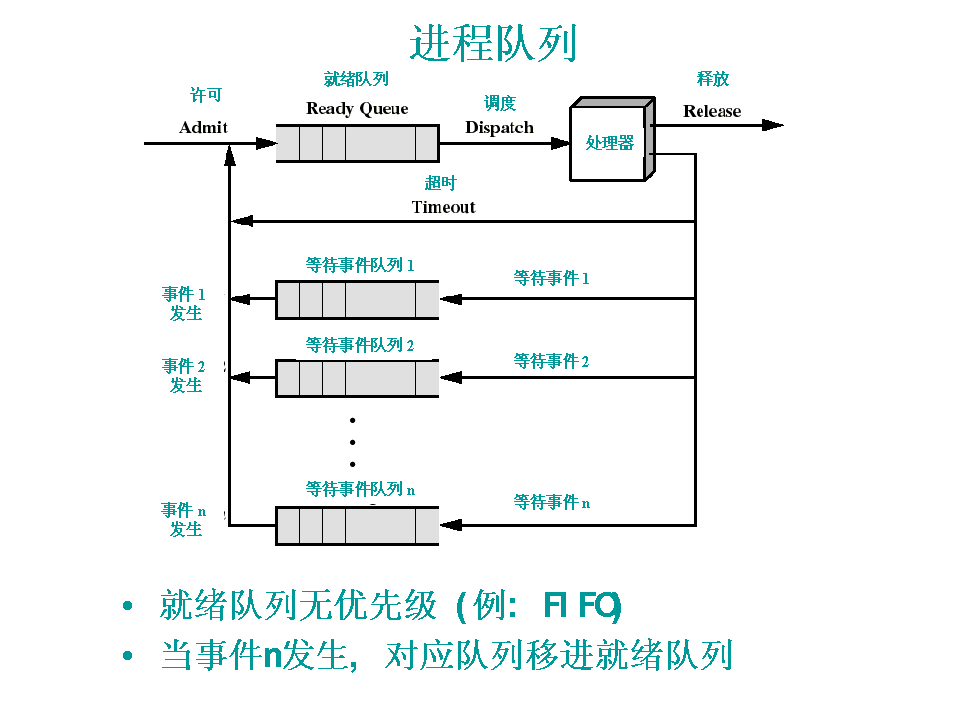 进程队列
许可
Admit
就绪队列
Ready Queue
调度
Dispatch
处理器
释放
Release
超时
Timeout
等待事件队列 1
等待事件 1
事件 1
发生
等待事件队列 2
等待事件 2
事件 2
发生
等待事件队列 n
等待事件 n
事件 n
发生
• 就绪队列无优先级（例： FIFO)
• 当事件n发生，对应队列移进就绪队列